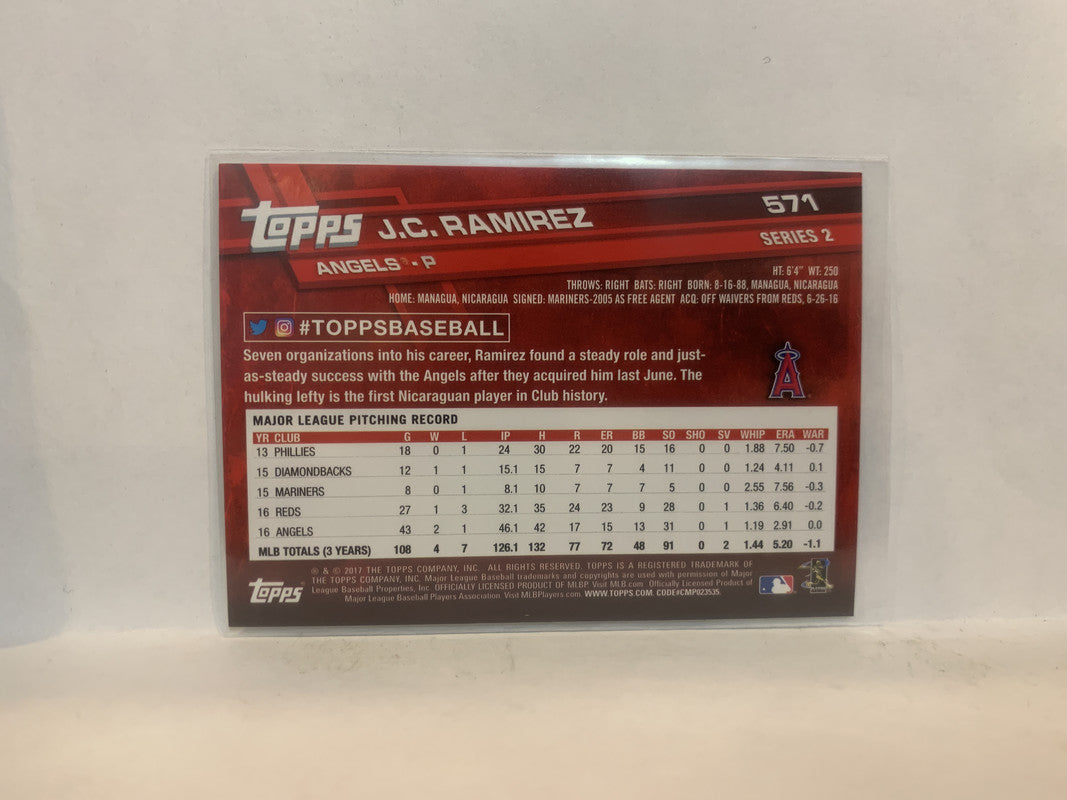 Topps J.C. RAMIREZ 571
ANGELS® - P SERIES 2
HT: 6'4" WT: 250
THROWS: RIGHT BATS: RIGHT BORN: 8-16-88, MANAGUA, NICARAGUA
HOME: MANAGUA, NICARAGUA SIGNED: MARINERS-2005 AS FREE AGENT ACQ: OFF WAIVERS FROM REDS, 6-26-16
#TOPPSBASEBALL
Seven organizations into his career, Ramirez found a steady role and just-
as-steady success with the Angels after they acquired him last June. The
hulking lefty is the first Nicaraguan player in Club history.
A
MAJOR LEAGUE PITCHING RECORD
YR CLUB G W L IP H R ER BB SO SHO SV WHIP ERA WAR
13 PHILLIES 18 0 1 24 30 22 20 15 16 0 0 1.88 7.50 -0.7
15 DIAMONDBACKS 12 1 1 15.1 15 7 7 4 11 0 0 1.24 4.11 0.1
15 MARINERS 8 0 1 8.1 10 7 7 7 5 0 0 2.55 7.56 -0.3
16 REDS 27 1 3 32.1 35 24 23 9 28 0 1 1.36 6.40 -0.2
16 ANGELS 43 2 1 46.1 42 17 15 13 31 0 1 1.19 2.91 0.0
MLB TOTALS (3 YEARS) 108 4 7 126.1 132 77 72 48 91 0 2 1.44 5.20 -1.1
Topps®
® & © 2017 THE TOPPS COMPANY, INC. ALL RIGHTS RESERVED. TOPPS IS A REGISTERED TRADEMARK OF
THE TOPPS COMPANY, INC. Major League Baseball trademarks and copyrights are used with permission of Major
League Baseball Properties, Inc. OFFICIALLY LICENSED PRODUCT OF MLBP. Visit MLB.com. Officially Licensed Product of
Major League Baseball Players Association. Visit MLBPlayers.com. WWW.TOPPS.COM. CODE#CMP023535.